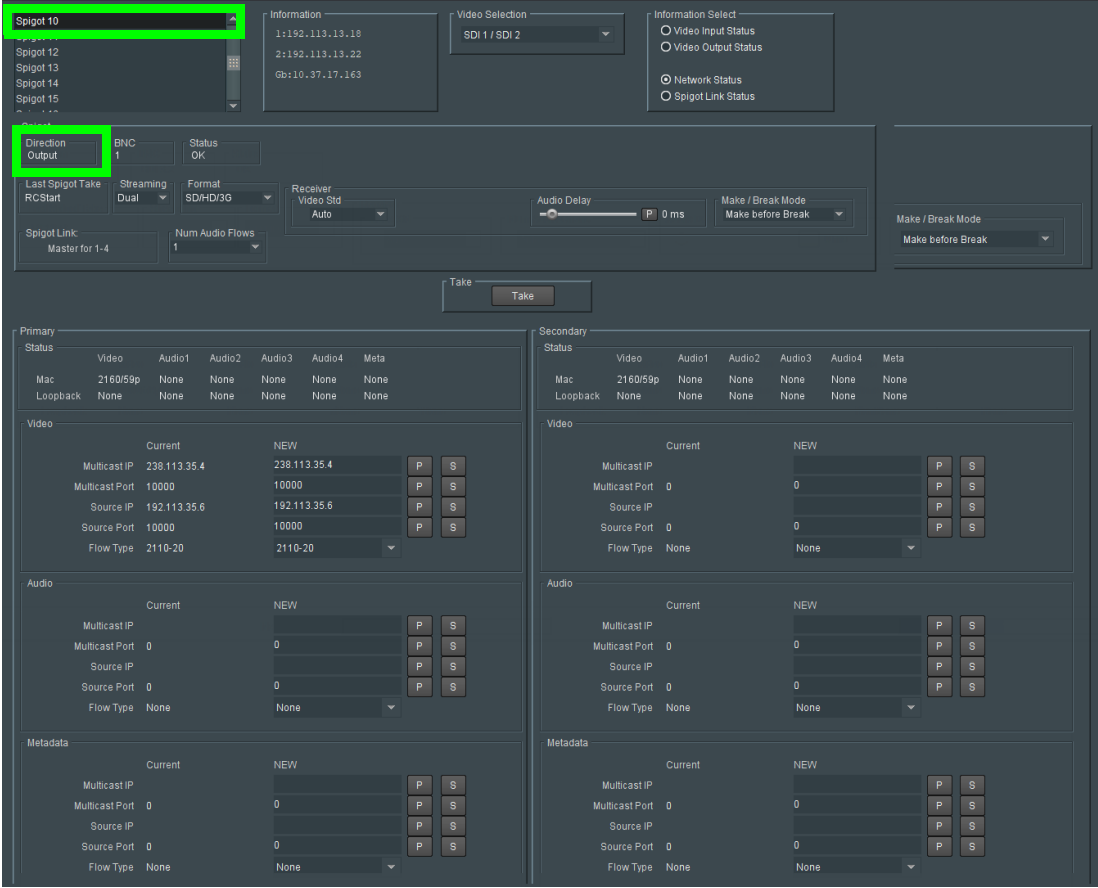 Spigot 10
Spigot 12
Spigot 13
Spigot 14
Spigot 15
Information
1:192.113.13.18
2:192.113.13.22
Gb:10.37.17.163
Video Selection
SDI 1 / SDI 2
Information Select
Video Input Status
Video Output Status
Network Status
Spigot Link Status
Spigot
Direction
Output
BNC
1
Status
OK
Last Spigot Take
RCStart
Streaming
Dual
Format
SD/HD/3G
Receiver
Video Std
Auto
Audio Delay
P 0 ms
Make / Break Mode
Make before Break
Make / Break Mode
Make before Break
Spigot Link:
Master for 1-4
Num Audio Flows
1
Take
Take
Primary
Status
Video Audio1 Audio2 Audio3 Audio4 Meta
Mac 2160/59p None None None None None
Loopback None None None None None None
Video
Current NEW
Multicast IP 238.113.35.4 238.113.35.4 P S
Multicast Port 10000 10000 P S
Source IP 192.113.35.6 192.113.35.6 P S
Source Port 10000 10000 P S
Flow Type 2110-20 2110-20
Audio
Current NEW
Multicast IP P S
Multicast Port 0 0 P S
Source IP P S
Source Port 0 0 P S
Flow Type None None
Metadata
Current NEW
Multicast IP P S
Multicast Port 0 0 P S
Source IP P S
Source Port 0 0 P S
Flow Type None None
Secondary
Status
Video Audio1 Audio2 Audio3 Audio4 Meta
Mac 2160/59p None None None None None
Loopback None None None None None None
Video
Current NEW
Multicast IP P S
Multicast Port 0 0 P S
Source IP P S
Source Port 0 0 P S
Flow Type None None
Audio
Current NEW
Multicast IP P S
Multicast Port 0 0 P S
Source IP P S
Source Port 0 0 P S
Flow Type None None
Metadata
Current NEW
Multicast IP P S
Multicast Port 0 0 P S
Source IP P S
Source Port 0 0 P S
Flow Type None None